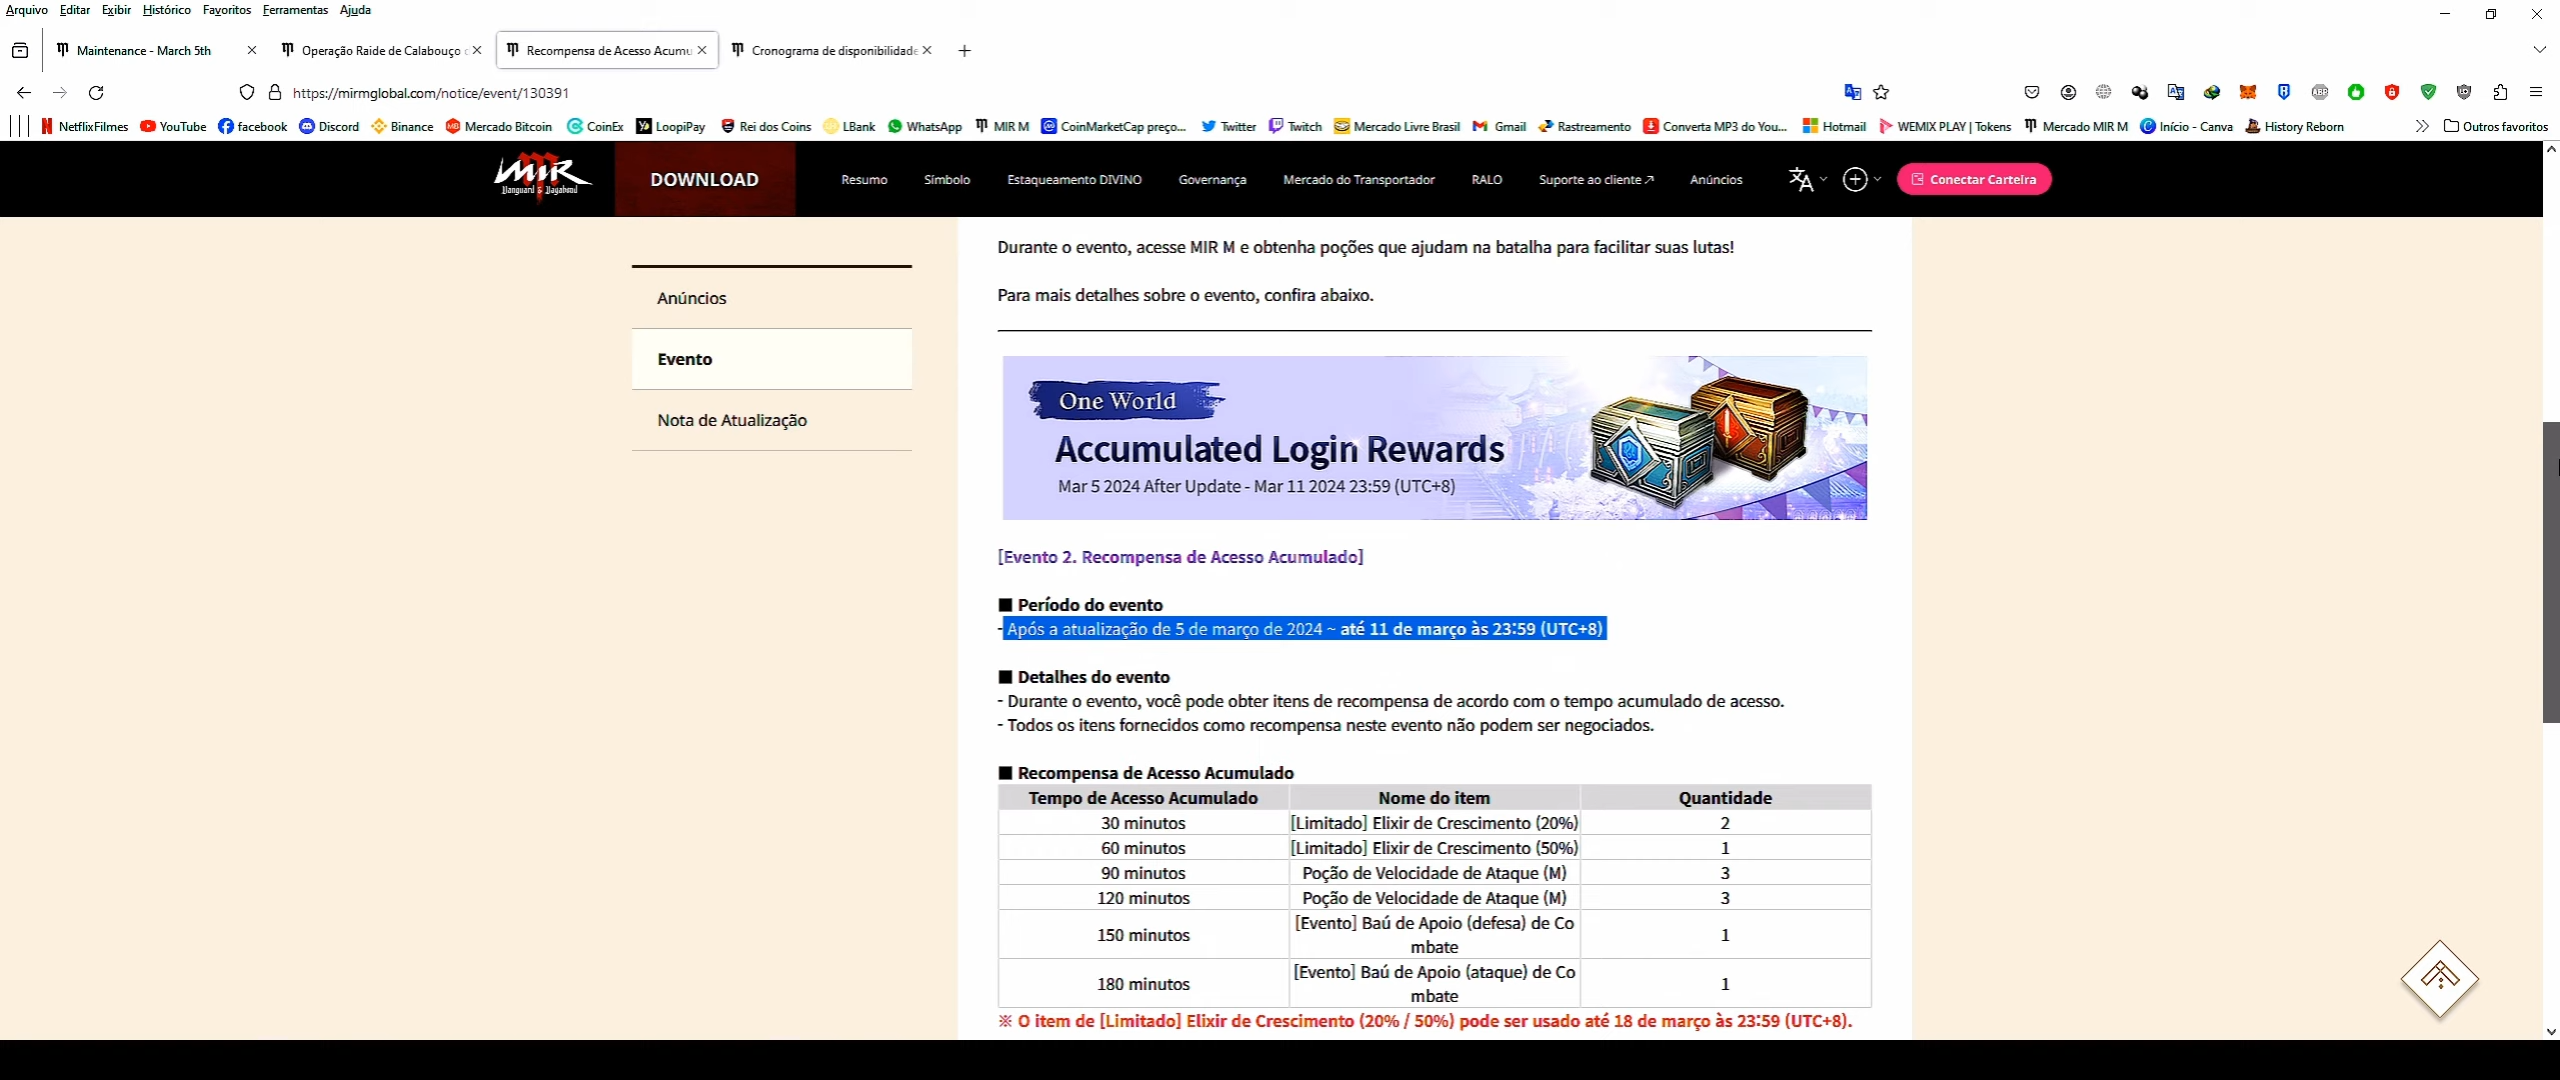 Arquivo Editar Exibir Histórico Favoritos Ferramentas Ajuda
Maintenance - March 5th
Operação Raide de Calabouço
Recompensa de Acesso Acumu
Cronograma de disponibilidade
https://mirmglobal.com/notice/event/130391
NetflixFilmes YouTube facebook Discord Binance Mercado Bitcoin CoinEx LoopiPay Rei dos Coins LBank WhatsApp MIR M CoinMarketCap preço... Twitter Twitch Mercado Livre Brasil Gmail Rastreamento Converta MP3 do You... Hotmail WEMIX PLAY | Tokens Mercado MIR M Início - Canva History Reborn Outros favoritos
MIR
Vanguard & Vagabond
DOWNLOAD Resumo Símbolo Estaqueamento DIVINO Governança Mercado do Transportador RALO Suporte ao cliente Anúncios Conectar Carteira
Anúncios
Evento
Nota de Atualização
Durante o evento, acesse MIR M e obtenha poções que ajudam na batalha para facilitar suas lutas!
Para mais detalhes sobre o evento, confira abaixo.
One World
Accumulated Login Rewards
Mar 5 2024 After Update - Mar 11 2024 23:59 (UTC+8)
[Evento 2. Recompensa de Acesso Acumulado]
■ Período do evento
- Após a atualização de 5 de março de 2024 ~ até 11 de março às 23:59 (UTC+8)
■ Detalhes do evento
- Durante o evento, você pode obter itens de recompensa de acordo com o tempo acumulado de acesso.
- Todos os itens fornecidos como recompensa neste evento não podem ser negociados.
■ Recompensa de Acesso Acumulado
Tempo de Acesso Acumulado Nome do item Quantidade
30 minutos [Limitado] Elixir de Crescimento (20%) 2
60 minutos [Limitado] Elixir de Crescimento (50%) 1
90 minutos Poção de Velocidade de Ataque (M) 3
120 minutos Poção de Velocidade de Ataque (M) 3
150 minutos [Evento] Baú de Apoio (defesa) de Co
mbate 1
180 minutos [Evento] Baú de Apoio (ataque) de Co
mbate 1
※ O item de [Limitado] Elixir de Crescimento (20% / 50%) pode ser usado até 18 de março às 23:59 (UTC+8).